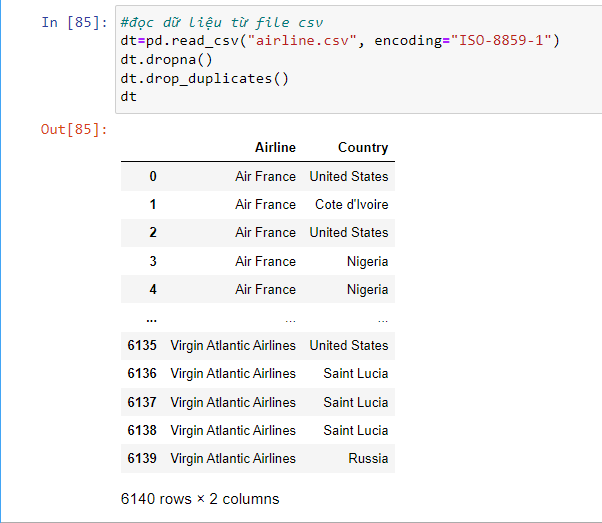 In [85]: #đọc dữ liệu từ file csv
dt=pd.read_csv("airline.csv", encoding="ISO-8859-1")
dt.dropna()
dt.drop_duplicates()
dt
Out[85]:
Airline Country
0 Air France United States
1 Air France Cote d'Ivoire
2 Air France United States
3 Air France Nigeria
4 Air France Nigeria
... ... ...
6135 Virgin Atlantic Airlines United States
6136 Virgin Atlantic Airlines Saint Lucia
6137 Virgin Atlantic Airlines Saint Lucia
6138 Virgin Atlantic Airlines Saint Lucia
6139 Virgin Atlantic Airlines Russia
6140 rows × 2 columns